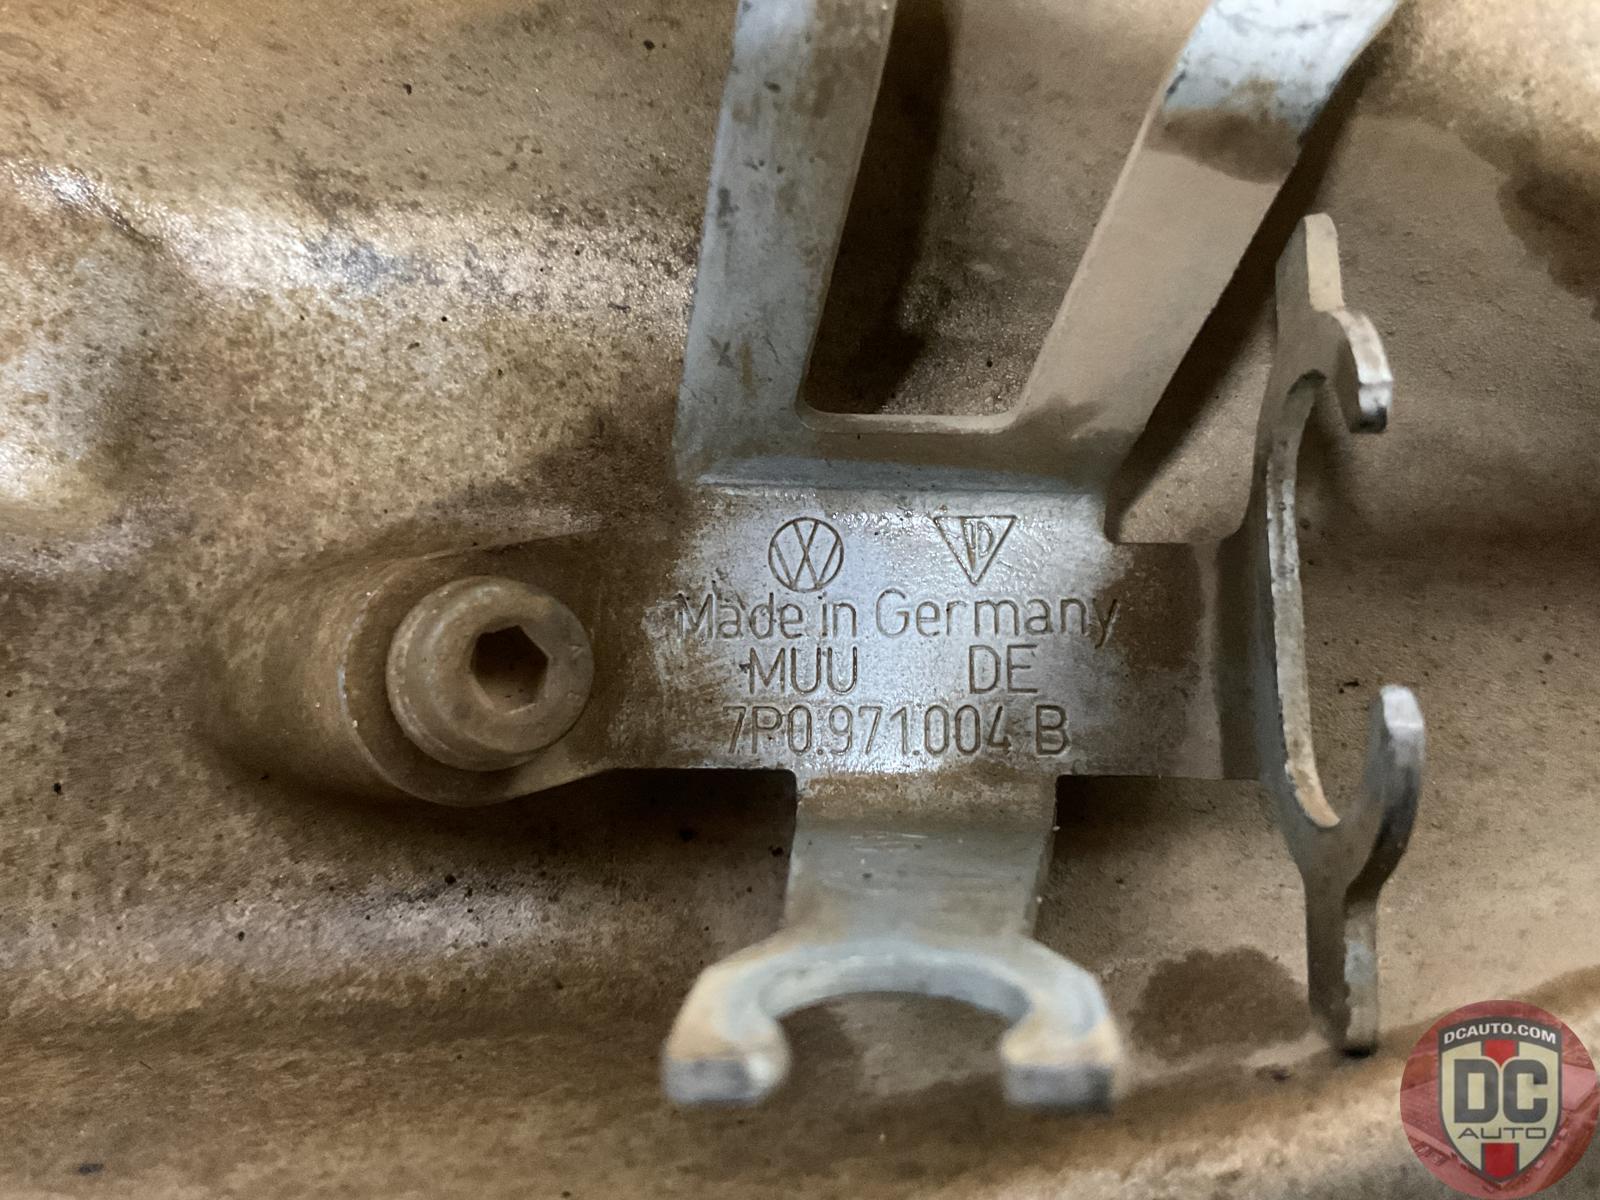 Made in Germany
MUU DE
7P0.971.004 B
DCAUTO.COM
DC
AUTO